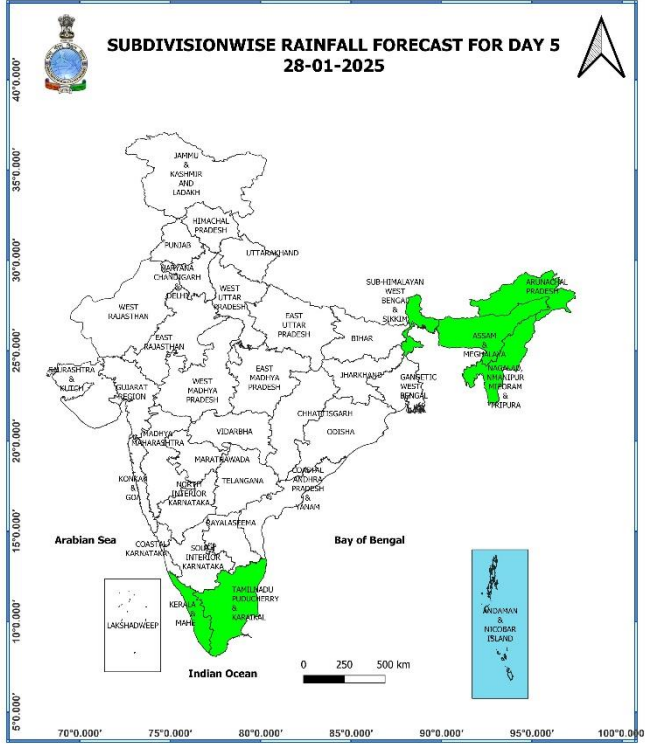 SUBDIVISIONWISE RAINFALL FORECAST FOR DAY 5
28-01-2025
40°0.000'
35°0.000'
30°0.000'
25°0.000'
20°0.000'
15°0.000'
10°0.000'
5°0.000'
JAMMU
&
KASHMIR
AND
LADAKH
HIMACHAL
PRADESH
PUNJAB
UTTARAKHAND
HARYANA
CHANDIGARH
&
DELHI
WEST
UTTAR
PRADESH
WEST
RAJASTHAN
EAST
RAJASTHAN
EAST
UTTAR
PRADESH
SUB-HIMALAYAN
WEST
BENGAL
&
SIKKIM
ARUNACHAL
PRADESH
ASSAM
&
MEGHALAYA
NAGALAND,
MANIPUR
MIZORAM
&
TRIPURA
BIHAR
JHARKHAND
GANGETIC
WEST
BENGAL
SAURASHTRA
&
KUTCH
GUJARAT
REGION
WEST
MADHYA
PRADESH
EAST
MADHYA
PRADESH
CHHATTISGARH
ODISHA
MADHYA
MAHARASHTRA
VIDARBHA
MARATHWADA
KONKAN
&
GOA
NORTH
INTERIOR
KARNATAKA
TELANGANA
COASTAL
ANDHRA
PRADESH
&
YANAM
RAYALASEEMA
Arabian Sea
Bay of Bengal
COASTAL
KARNATAKA
SOUTH
INTERIOR
KARNATAKA
LAKSHADWEEP
KERALA
&
MAHE
TAMILNADU
PUDUCHERRY
&
KARAIKAL
ANDAMAN
&
NICOBAR
ISLAND
Indian Ocean
0 250 500 km
70°0.000' 75°0.000' 80°0.000' 85°0.000' 90°0.000' 95°0.000' 100°0.000'